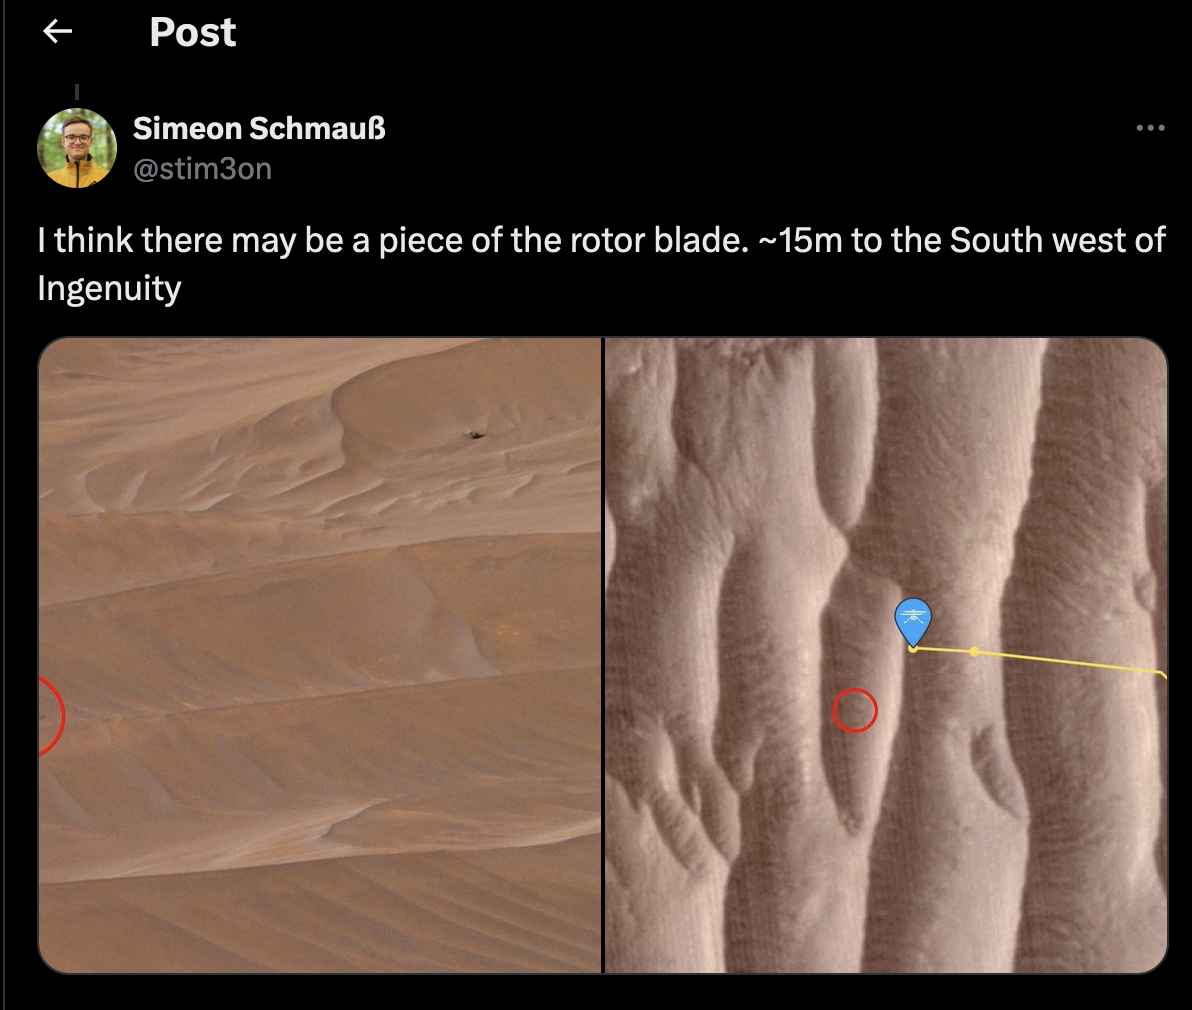 Post
Simeon Schmauß
@stim3on
I think there may be a piece of the rotor blade. ~15m to the South west of
Ingenuity